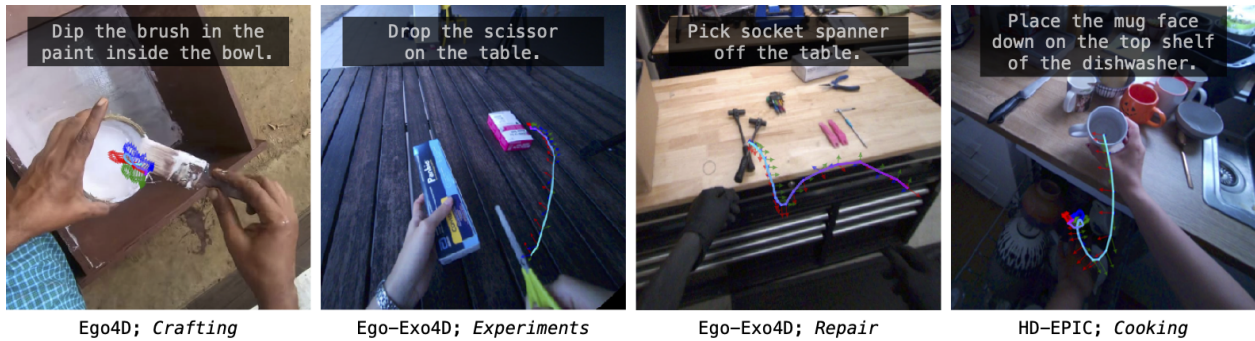 Dip the brush in the
paint inside the bowl.
Drop the scissor
on the table.
Pick socket spanner
off the table.
Place the mug face
down on the top shelf
of the dishwasher.
Ego4D; Crafting
Ego-Exo4D; Experiments
Ego-Exo4D; Repair
HD-EPIC; Cooking